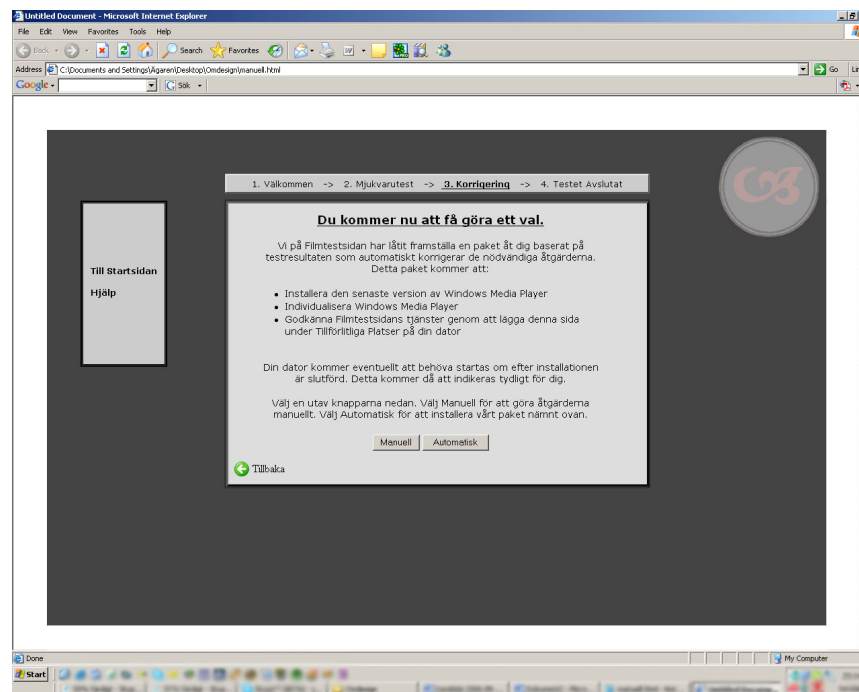 Untitled Document - Microsoft Internet Explorer
File Edit View Favorites Tools Help
Back Search Favorites
Address C:\Documents and Settings\Ägaren\Desktop\Omdesign\manuell.html Go
Google Sök
1. Välkommen -> 2. Mjukvarutest -> 3. Korrigering -> 4. Testet Avslutat
Du kommer nu att få göra ett val.
Vi på Filmtestsidan har låtit framställa en paket åt dig baserat på
testresultaten som automatiskt korrigerar de nödvändiga åtgärderna.
Detta paket kommer att:
Till Startsidan
Hjälp
• Installera den senaste version av Windows Media Player
• Individualisera Windows Media Player
• Godkänna Filmtestsidans tjänster genom att lägga denna sida
under Tillförlitliga Platser på din dator
Din dator kommer eventuellt att behöva startas om efter installationen
är slutförd. Detta kommer då att indikeras tydligt för dig.
Välj en utav knapparna nedan. Välj Manuell för att göra åtgärderna
manuellt. Välj Automatisk för att installera vårt paket nämnt ovan.
Manuell Automatisk
Tillbaka
Done My Computer
Start